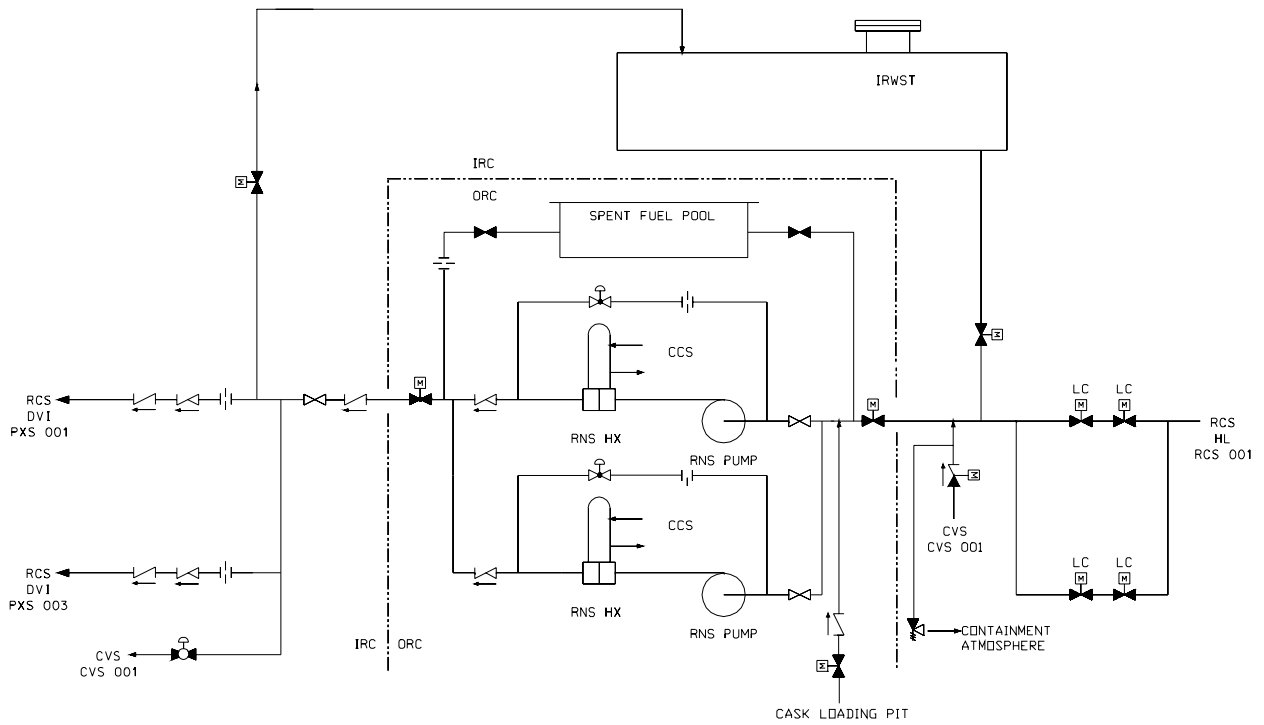 IRWST
IRC
ORC
SPENT FUEL POOL
M
M
CCS
M
RCS
DVI
PXS 001
RNS HX
RNS PUMP
M
LC
LC
M
M
RCS
HL
RCS 001
M
CCS
CVS
CVS 001
LC
LC
M
M
RCS
DVI
PXS 003
RNS HX
RNS PUMP
IRC
ORC
CONTAINMENT
ATMOSPHERE
CVS
CVS 001
M
CASK LOADING PIT